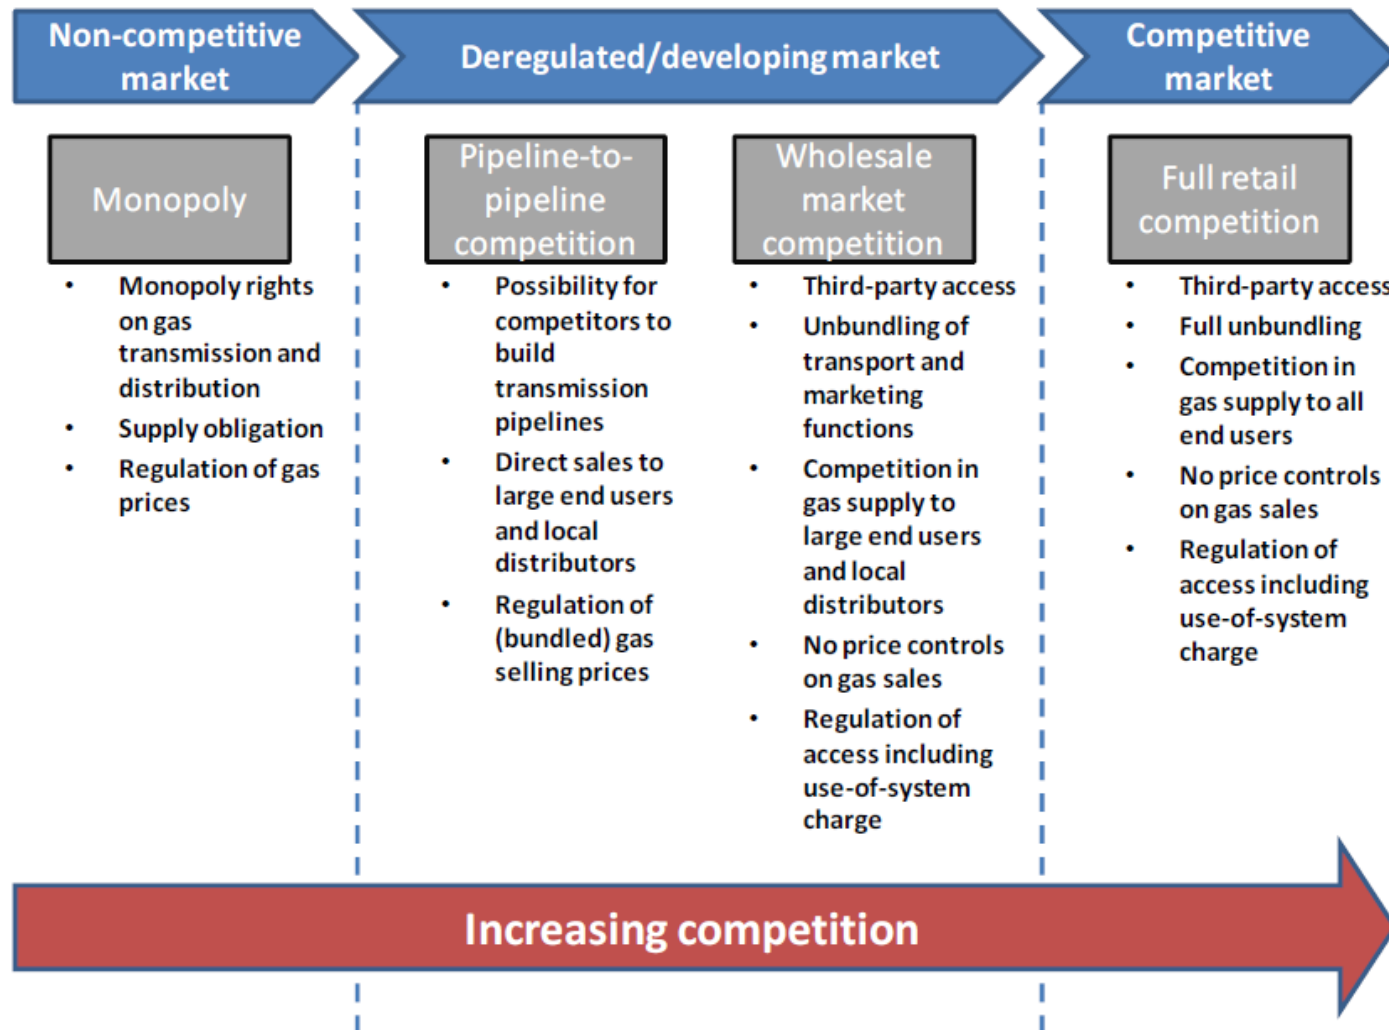 Non-competitive
market
Deregulated/developing market
Competitive
market
Monopoly
• Monopoly rights
on gas
transmission and
distribution
• Supply obligation
• Regulation of gas
prices
Pipeline-to-
pipeline
competition
• Possibility for
competitors to
build
transmission
pipelines
• Direct sales to
large end users
and local
distributors
• Regulation of
(bundled) gas
selling prices
Wholesale
market
competition
• Third-party access
• Unbundling of
transport and
marketing
functions
• Competition in
gas supply to
large end users
and local
distributors
• No price controls
on gas sales
• Regulation of
access including
use-of-system
charge
Full retail
competition
• Third-party access
• Full unbundling
• Competition in
gas supply to all
end users
• No price controls
on gas sales
• Regulation of
access including
use-of-system
charge
Increasing competition